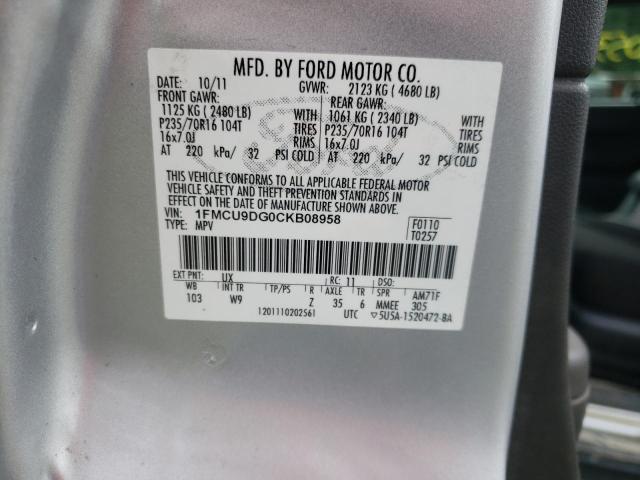 MFD. BY FORD MOTOR CO.
DATE: 10/11 GVWR: 2123 KG ( 4680 LB)
FRONT GAWR: REAR GAWR:
1125 KG ( 2480 LB) WITH 1061 KG ( 2340 LB) WITH
P235/70R16 104T TIRES P235/70R16 104T TIRES
16x7.0J RIMS 16x7.0J RIMS
AT 220 kPa/ 32 PSI COLD AT 220 kPa/ 32 PSI COLD
THIS VEHICLE CONFORMS TO ALL APPLICABLE FEDERAL MOTOR
VEHICLE SAFETY AND THEFT PREVENTION STANDARDS IN
EFFECT ON THE DATE OF MANUFACTURE SHOWN ABOVE.
VIN: 1FMCU9DG0CKB08958 F0110
TYPE: MPV T0257
EXT PNT: UX RC: 11 DSO:
WB INT TR TP/PS R AXLE TR SPR AM71F
103 W9 Z 35 6 MMEE 305
1201110202561 UTC ▽5USA-1520472-BA
Ford